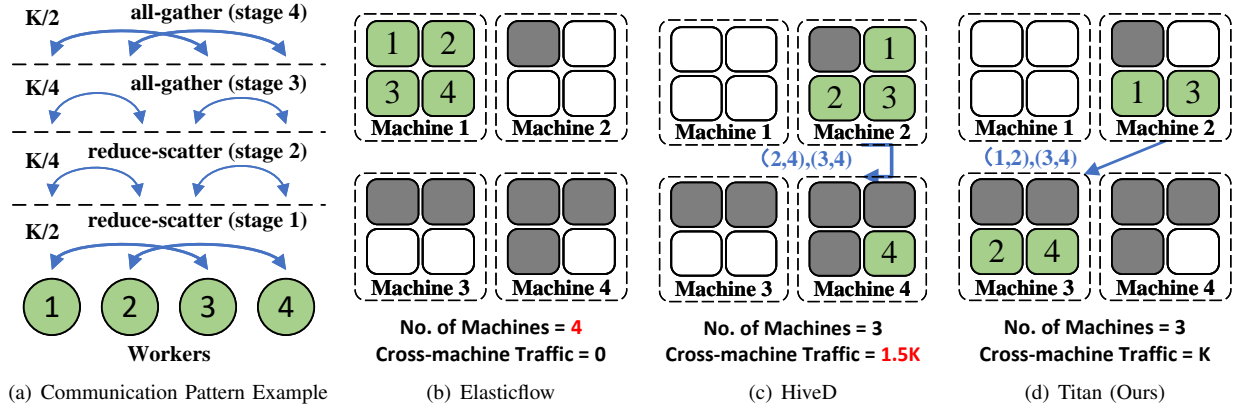 K/2
all-gather (stage 4)
K/4
all-gather (stage 3)
K/4
reduce-scatter (stage 2)
K/2
reduce-scatter (stage 1)
1 2 3 4
Workers
(a) Communication Pattern Example
1 2
3 4
Machine 1
Machine 2
Machine 3
Machine 4
No. of Machines = 4
Cross-machine Traffic = 0
(b) Elasticflow
Machine 1
1
2 3
Machine 2
(2,4),(3,4)
Machine 3
4
Machine 4
No. of Machines = 3
Cross-machine Traffic = 1.5K
(c) HiveD
Machine 1
1 3
Machine 2
(1,2),(3,4)
2 4
Machine 3
Machine 4
No. of Machines = 3
Cross-machine Traffic = K
(d) Titan (Ours)